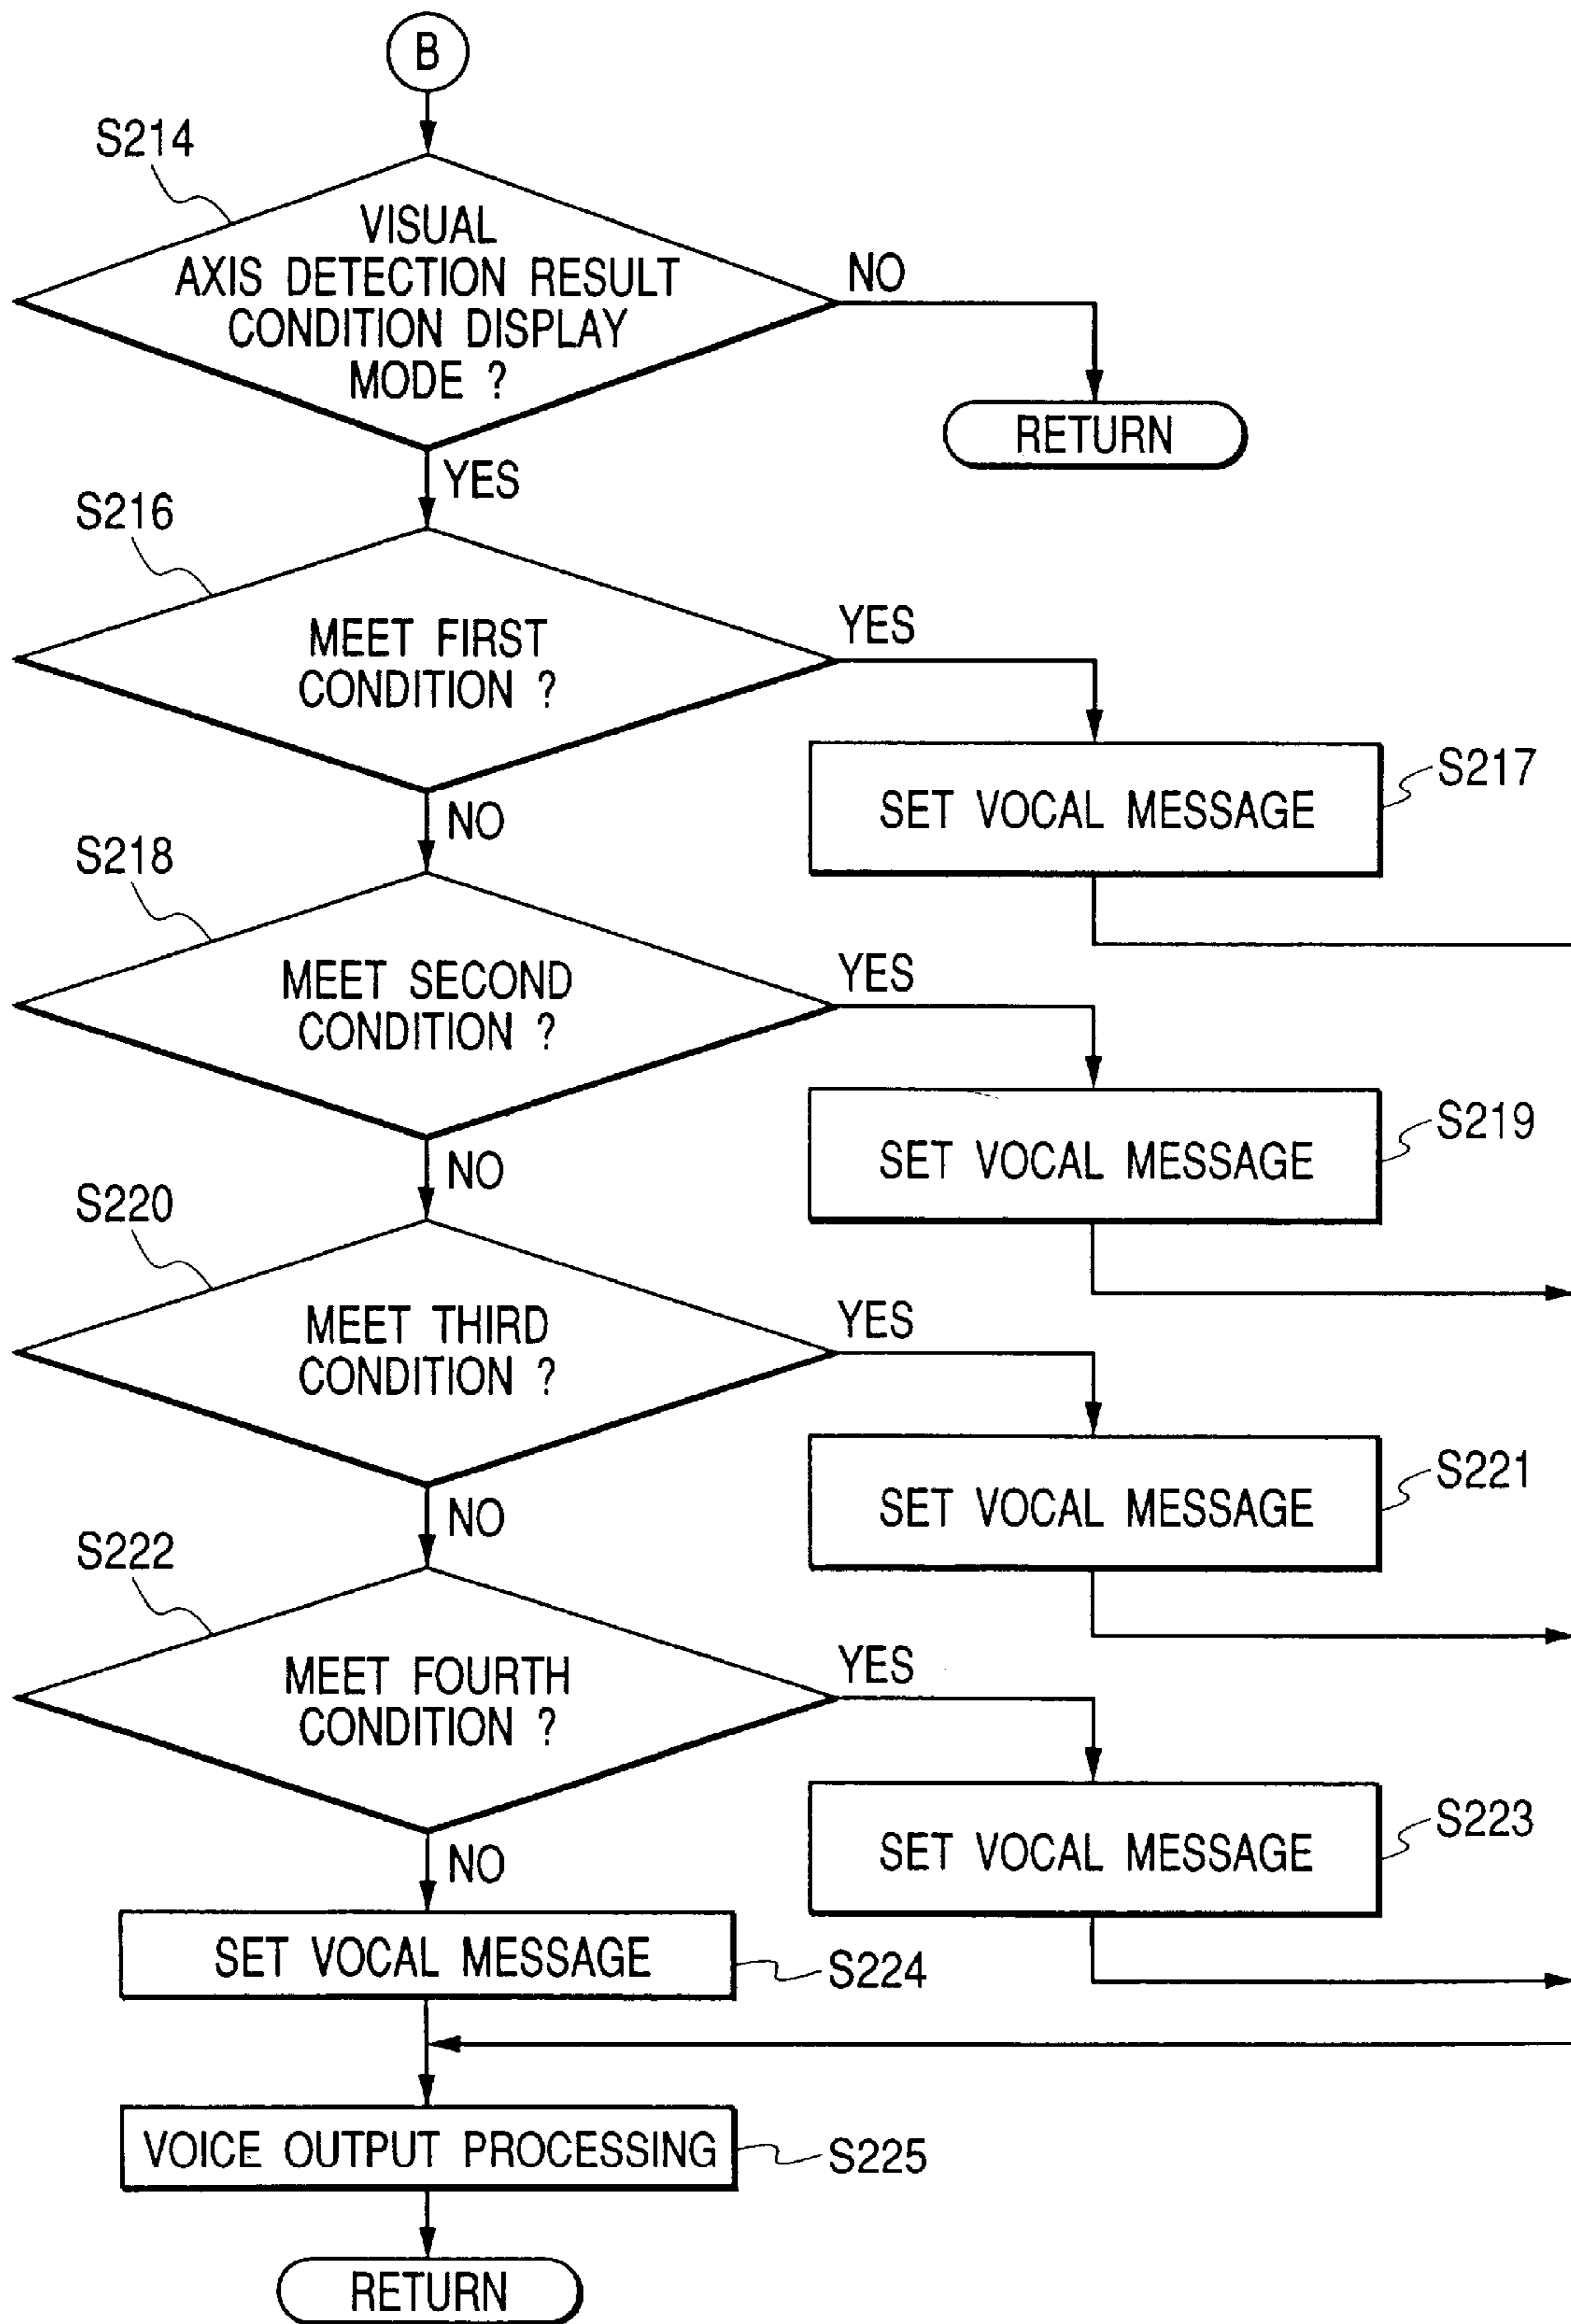 B
S214
VISUAL
AXIS DETECTION RESULT
CONDITION DISPLAY
MODE ?
NO
RETURN
YES
S216
MEET FIRST
CONDITION ?
YES
S217
SET VOCAL MESSAGE
NO
S218
MEET SECOND
CONDITION ?
YES
S219
SET VOCAL MESSAGE
NO
S220
MEET THIRD
CONDITION ?
YES
S221
SET VOCAL MESSAGE
NO
S222
MEET FOURTH
CONDITION ?
YES
S223
SET VOCAL MESSAGE
NO
SET VOCAL MESSAGE
S224
VOICE OUTPUT PROCESSING
S225
RETURN